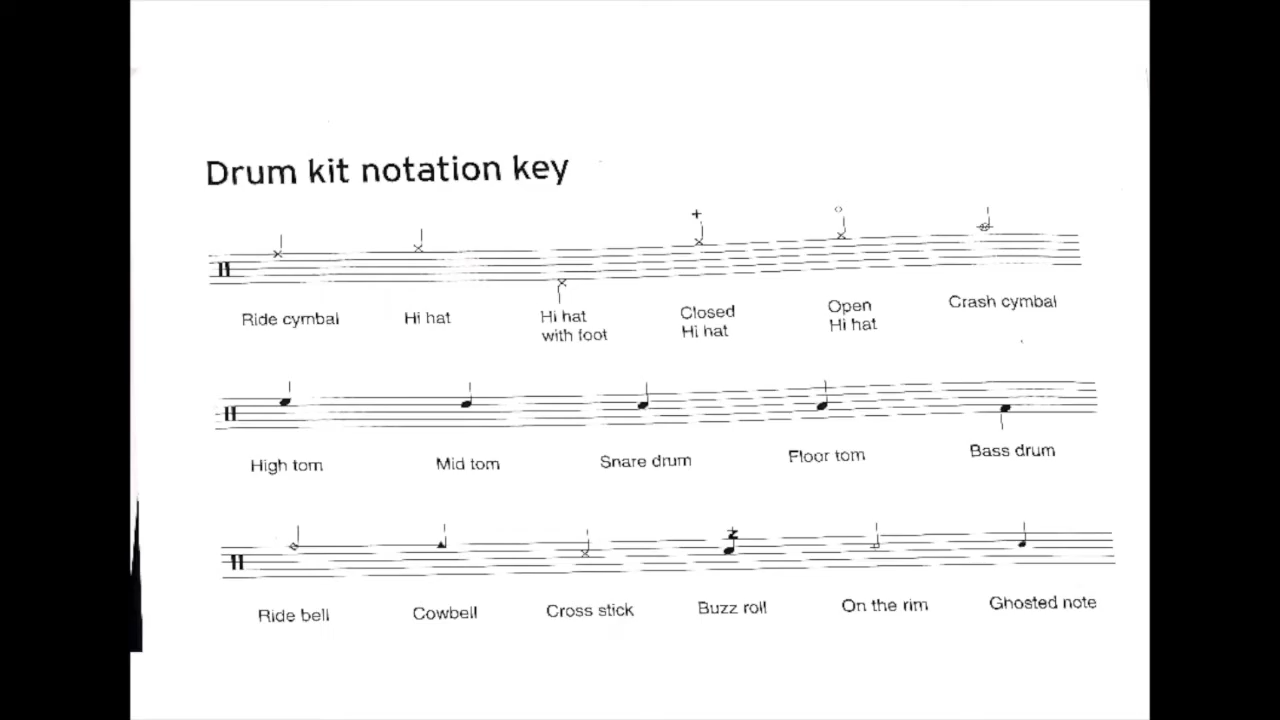 Drum kit notation key
+
o
Ride cymbal Hi hat Hi hat with foot Closed Hi hat Open Hi hat Crash cymbal
High tom Mid tom Snare drum Floor tom Bass drum
z
Ride bell Cowbell Cross stick Buzz roll On the rim Ghosted note